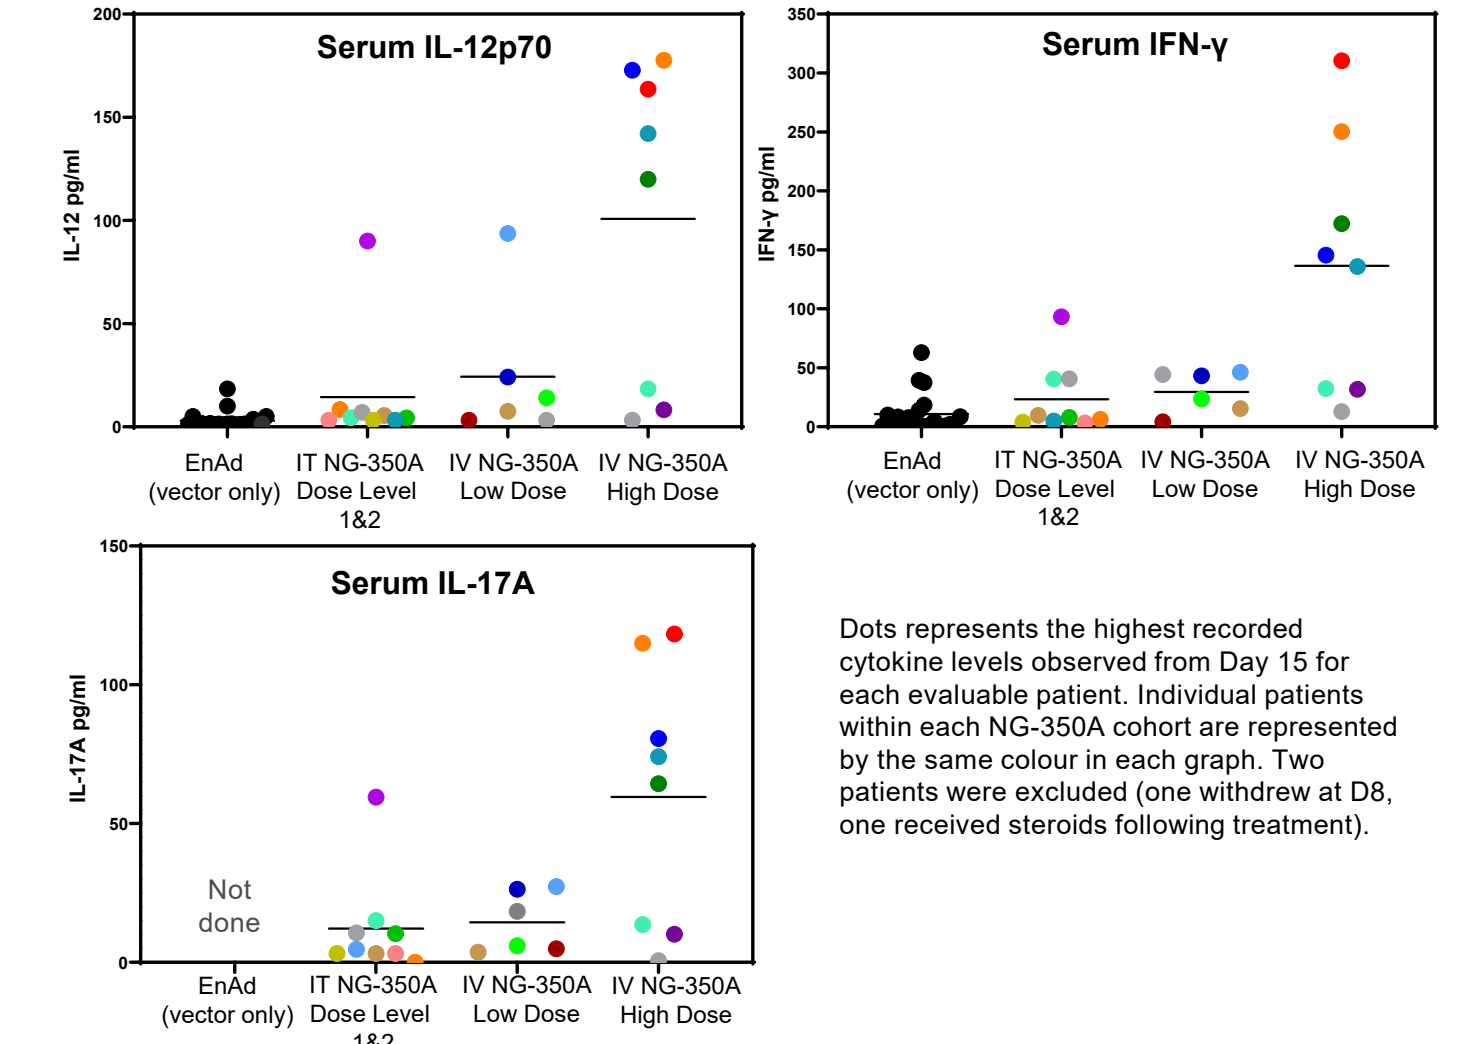 Serum IL-12p70
IL-12 pg/ml
200
150
100
50
0
EnAd
(vector only)
IT NG-350A
Dose Level
1&2
IV NG-350A
Low Dose
IV NG-350A
High Dose
Serum IFN-γ
IFN-γ pg/ml
350
300
250
200
150
100
50
0
EnAd
(vector only)
IT NG-350A
Dose Level
1&2
IV NG-350A
Low Dose
IV NG-350A
High Dose
Serum IL-17A
IL-17A pg/ml
150
100
50
0
Not
done
EnAd
(vector only)
IT NG-350A
Dose Level
1&2
IV NG-350A
Low Dose
IV NG-350A
High Dose
Dots represents the highest recorded
cytokine levels observed from Day 15 for
each evaluable patient. Individual patients
within each NG-350A cohort are represented
by the same colour in each graph. Two
patients were excluded (one withdrew at D8,
one received steroids following treatment).